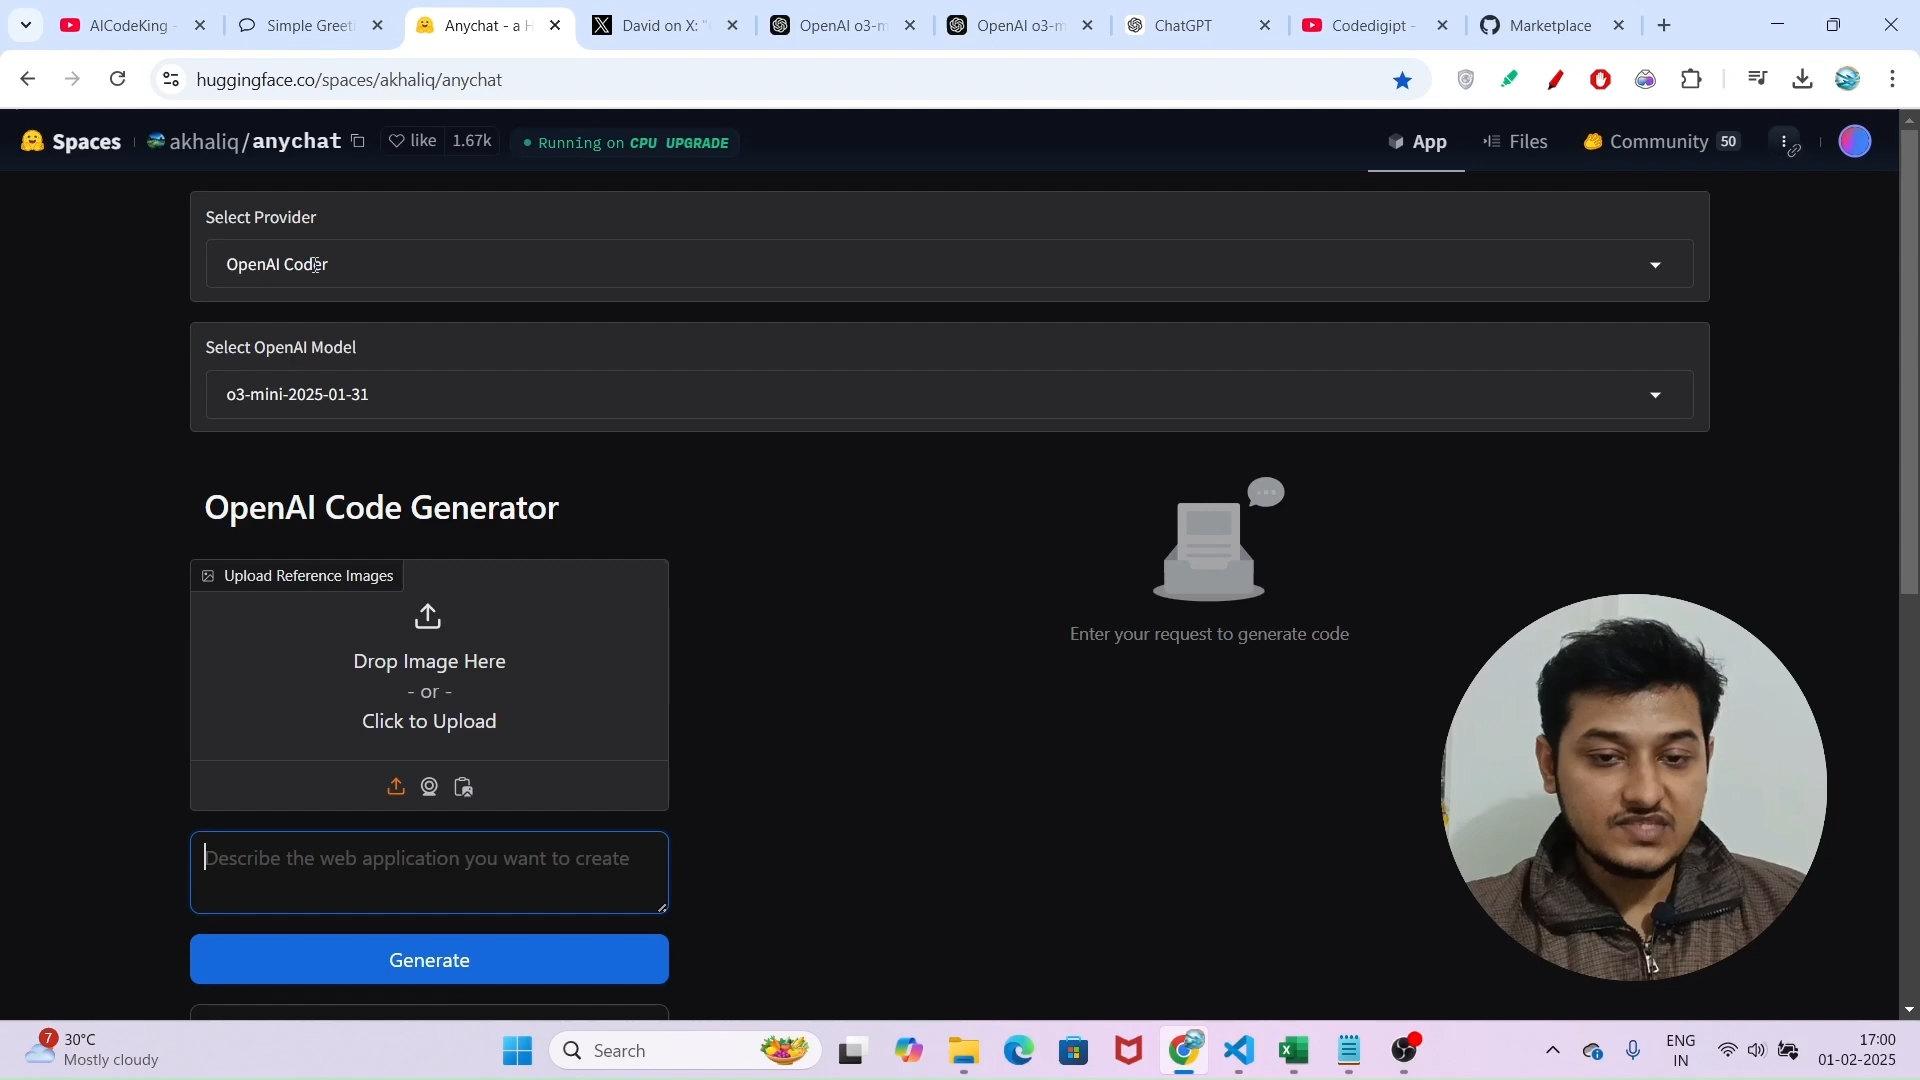 AICodeKing -
Simple Greeti
Anychat - a H
David on X: "
OpenAI o3-m
OpenAI o3-m
ChatGPT
Codedigipt -
Marketplace
huggingface.co/spaces/akhaliq/anychat
Spaces
akhaliq/anychat
like
1.67k
Running on CPU UPGRADE
App
Files
Community 50
Select Provider
OpenAI Coder
Select OpenAI Model
o3-mini-2025-01-31
OpenAI Code Generator
Upload Reference Images
Drop Image Here
- or -
Click to Upload
Enter your request to generate code
Describe the web application you want to create
Generate
7
30°C
Mostly cloudy
Search
ENG
IN
17:00
01-02-2025